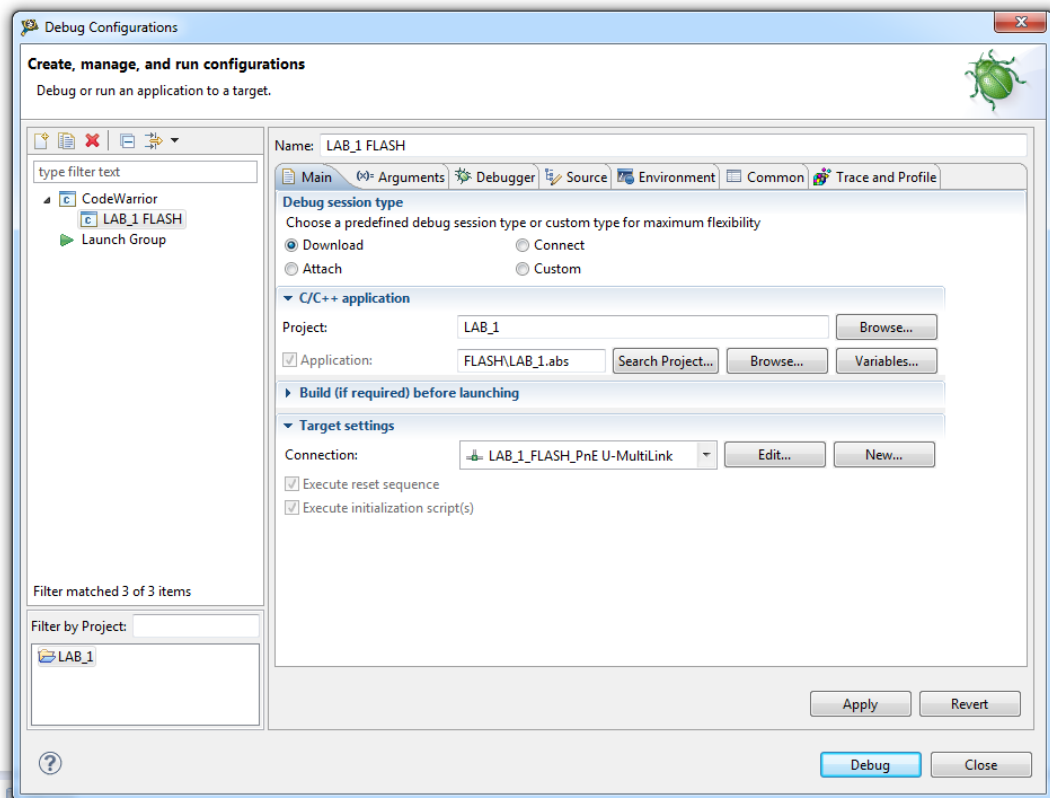 Debug Configurations
Create, manage, and run configurations
Debug or run an application to a target.
type filter text
CodeWarrior
LAB_1 FLASH
Launch Group
Filter matched 3 of 3 items
Filter by Project:
LAB_1
Name: LAB_1 FLASH
Main (x)= Arguments Debugger Source Environment Common Trace and Profile
Debug session type
Choose a predefined debug session type or custom type for maximum flexibility
Download Connect
Attach Custom
C/C++ application
Project: LAB_1 Browse...
Application: FLASH\LAB_1.abs Search Project... Browse... Variables...
Build (if required) before launching
Target settings
Connection: LAB_1_FLASH_PnE U-MultiLink Edit... New...
Execute reset sequence
Execute initialization script(s)
Apply Revert
Debug Close